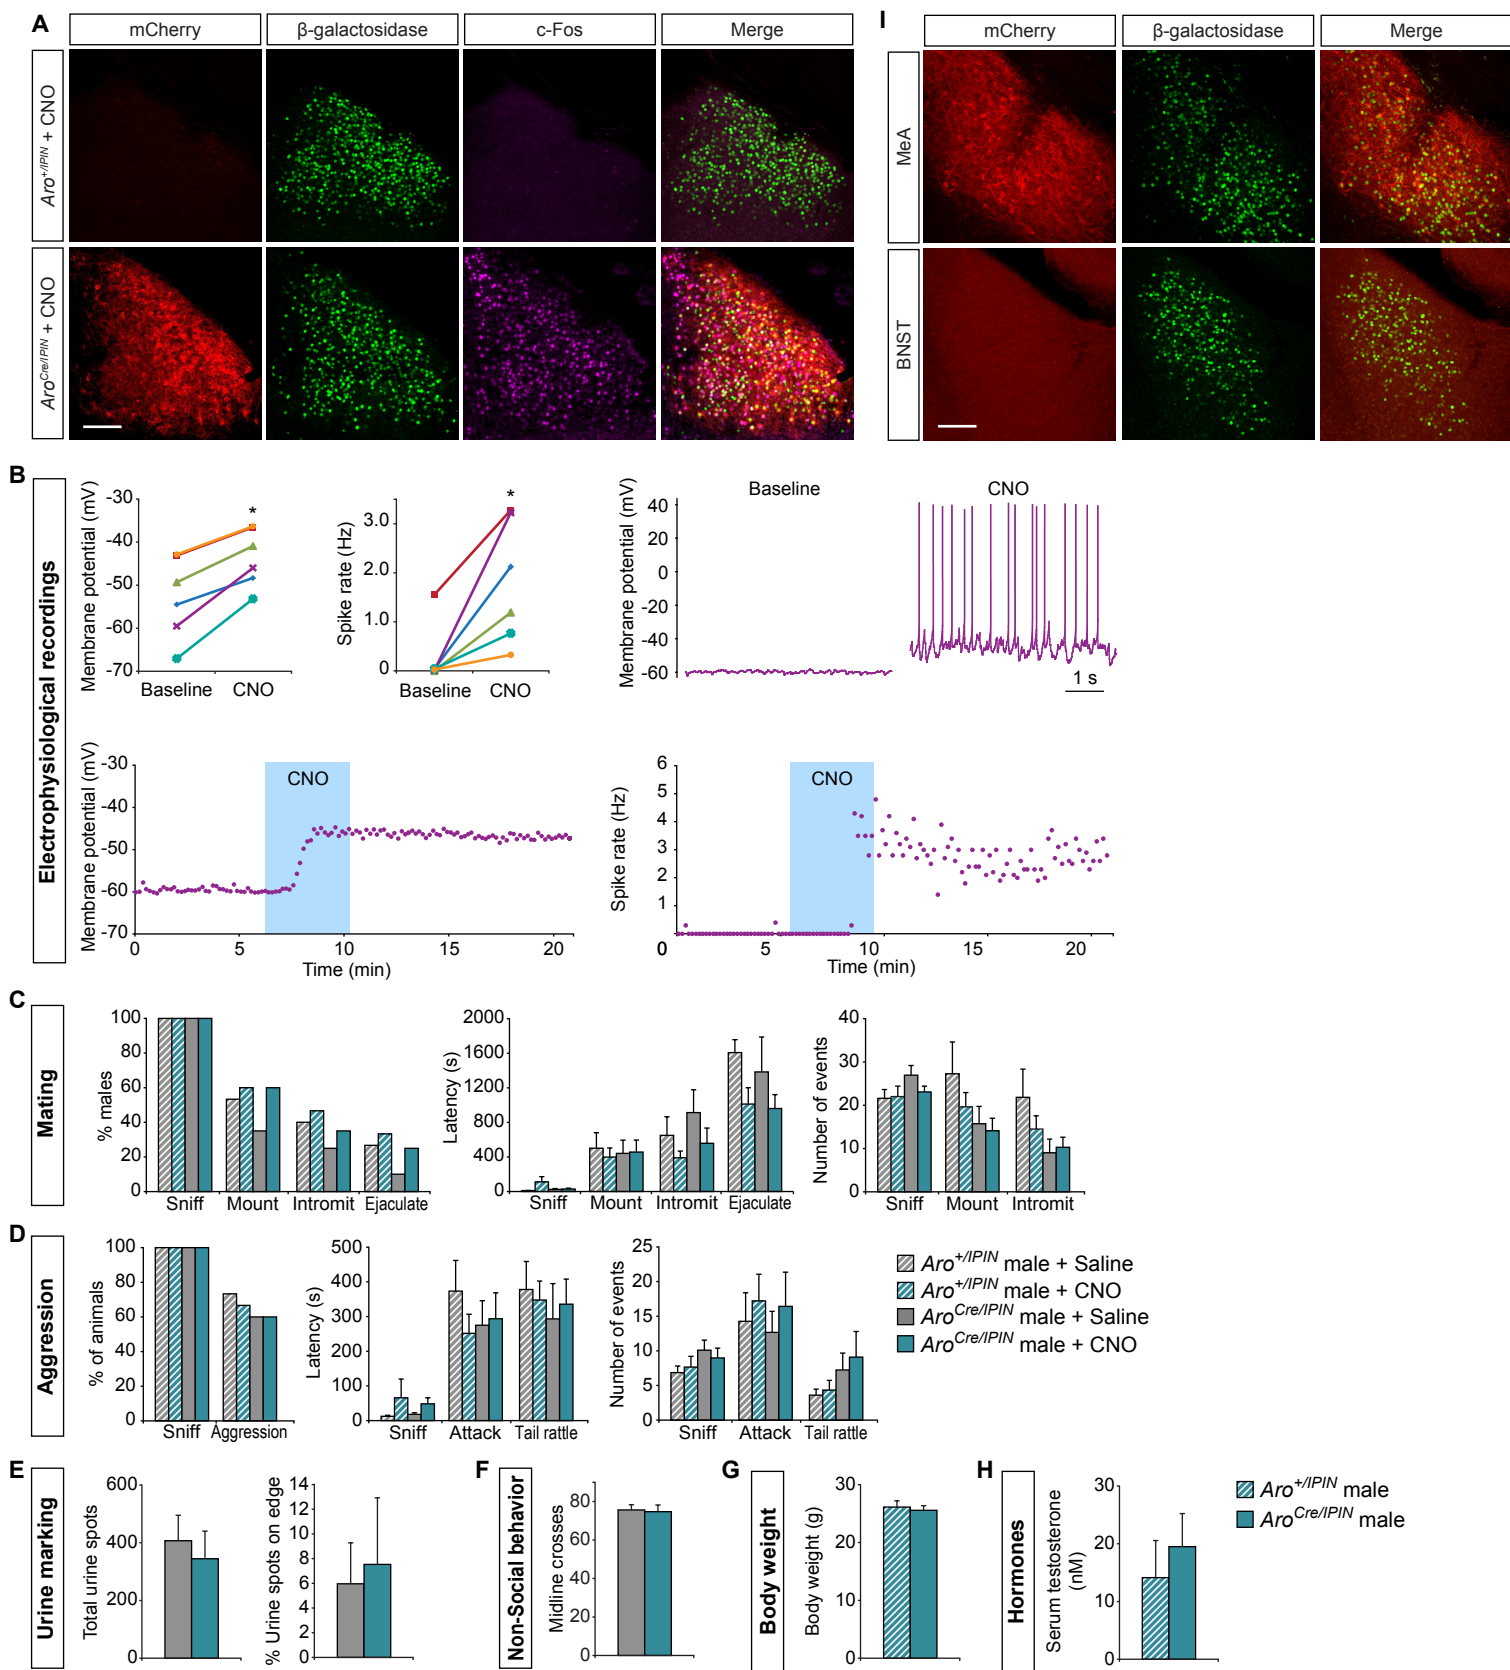 A
mCherry
β-galactosidase
c-Fos
Merge
Aro+/IPIN + CNO
AroCre/IPIN + CNO
I
mCherry
β-galactosidase
Merge
MeA
BNST
B
Electrophysiological recordings
Membrane potential (mV)
-30
-40
-50
-60
-70
*
Baseline
CNO
Spike rate (Hz)
3.0
2.0
1.0
0
*
Baseline
CNO
Membrane potential (mV)
40
20
0
-20
-40
-60
Baseline
CNO
1 s
Membrane potential (mV)
-30
-40
-50
-60
-70
CNO
0
5
10
15
20
Time (min)
Spike rate (Hz)
6
5
4
3
2
1
0
CNO
0
5
10
15
20
Time (min)
C
Mating
% males
100
80
60
40
20
0
Sniff
Mount
Intromit
Ejaculate
Latency (s)
2000
1600
1200
800
400
0
Sniff
Mount
Intromit
Ejaculate
Number of events
40
30
20
10
0
Sniff
Mount
Intromit
D
Aggression
% of animals
100
80
60
40
20
0
Sniff
Aggression
Latency (s)
500
400
300
200
100
0
Sniff
Attack
Tail rattle
Number of events
25
20
15
10
5
0
Sniff
Attack
Tail rattle
Aro+/IPIN male + Saline
Aro+/IPIN male + CNO
AroCre/IPIN male + Saline
AroCre/IPIN male + CNO
E
Urine marking
Total urine spots
600
400
200
0
% Urine spots on edge
14
12
10
8
6
4
2
0
F
Non-Social behavior
Midline crosses
80
60
40
20
0
G
Body weight
Body weight (g)
30
20
10
0
H
Hormones
Serum testosterone
(nM)
30
20
10
0
Aro+/IPIN male
AroCre/IPIN male